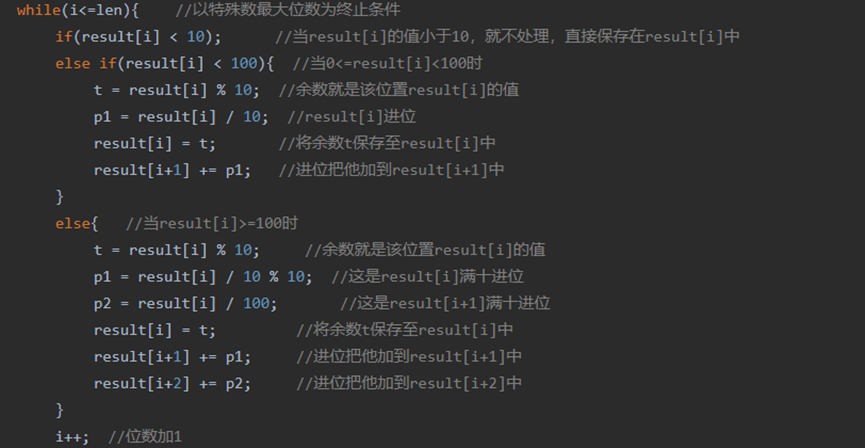 while(i<=len){    //以特殊数最大位数为终止条件
    if(result[i] < 10);      //当result[i]的值小于10, 就不处理, 直接保存在result[i]中
    else if(result[i] < 100){  //当0<=result[i]<100时
        t = result[i] % 10;  //余数就是该位置result[i]的值
        p1 = result[i] / 10;  //result[i]进位
        result[i] = t;       //将余数t保存至result[i]中
        result[i+1] += p1;   //进位把他加到result[i+1]中
    }
    else{   //当result[i]>=100时
        t = result[i] % 10;     //余数就是该位置result[i]的值
        p1 = result[i] / 10 % 10;  //这是result[i]满十进位
        p2 = result[i] / 100;       //这是result[i+1]满十进位
        result[i] = t;         //将余数t保存至result[i]中
        result[i+1] += p1;     //进位把他加到result[i+1]中
        result[i+2] += p2;     //进位把他加到result[i+2]中
    }
    i++;  //位数加1